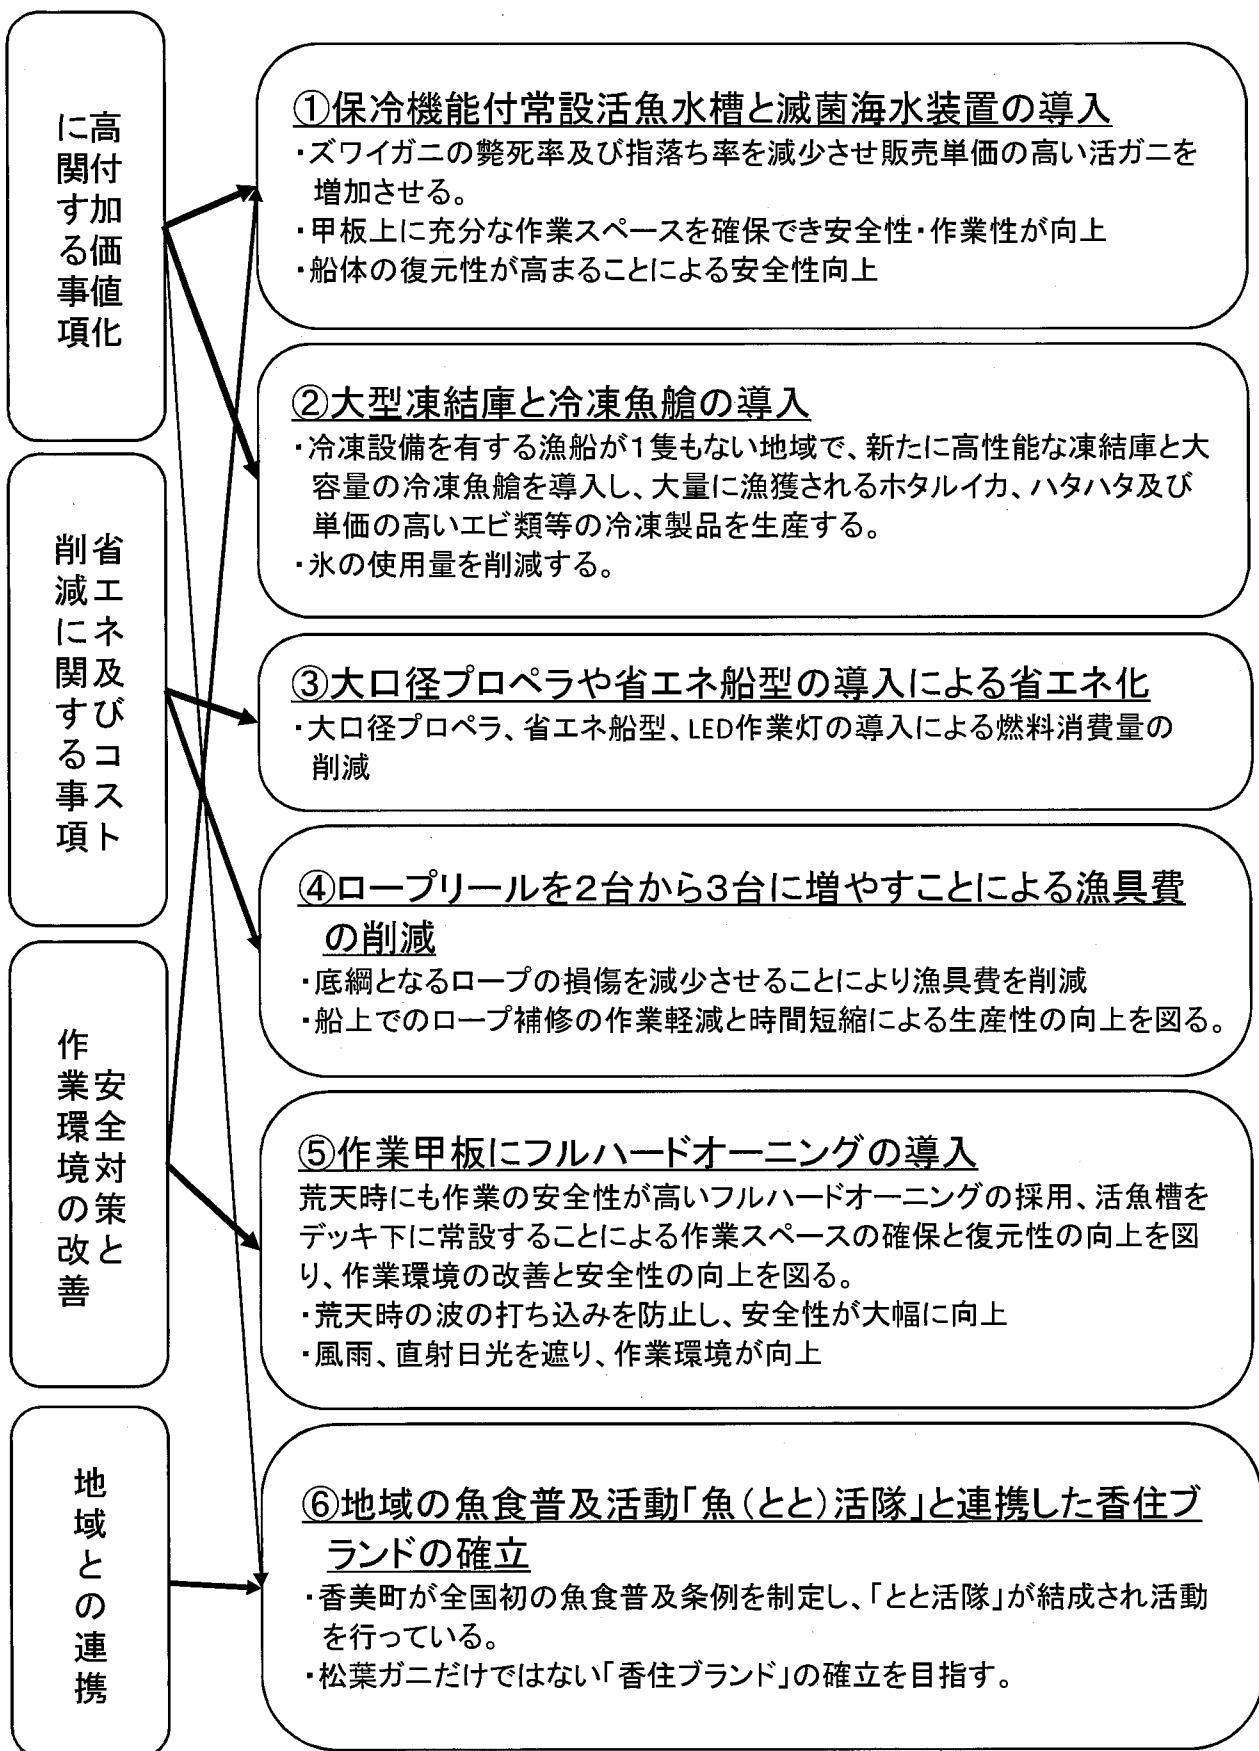 高付加価値化
に関する事項
①保冷機能付常設活魚水槽と滅菌海水装置の導入
・ズワイガニの斃死率及び指落ち率を減少させ販売単価の高い活ガニを
増加させる。
・甲板上に充分な作業スペースを確保でき安全性・作業性が向上
・船体の復元性が高まることによる安全性向上
②大型凍結庫と冷凍魚艙の導入
・冷凍設備を有する漁船が1隻もない地域で、新たに高性能な凍結庫と大
容量の冷凍魚艙を導入し、大量に漁獲されるホタルイカ、ハタハタ及び
単価の高いエビ類等の冷凍製品を生産する。
・氷の使用量を削減する。
省エネ及びコスト
削減に関する事項
③大口径プロペラや省エネ船型の導入による省エネ化
・大口径プロペラ、省エネ船型、LED作業灯の導入による燃料消費量の
削減
④ロープリールを2台から3台に増やすことによる漁具費
の削減
・底綱となるロープの損傷を減少させることにより漁具費を削減
・船上でのロープ補修の作業軽減と時間短縮による生産性の向上を図る。
安全対策と
作業環境の改善
⑤作業甲板にフルハードオーニングの導入
荒天時にも作業の安全性が高いフルハードオーニングの採用、活魚槽を
デッキ下に常設することによる作業スペースの確保と復元性の向上を図
り、作業環境の改善と安全性の向上を図る。
・荒天時の波の打ち込みを防止し、安全性が大幅に向上
・風雨、直射日光を遮り、作業環境が向上
地域との連携
⑥地域の魚食普及活動「魚(とと)活隊」と連携した香住ブ
ランドの確立
・香美町が全国初の魚食普及条例を制定し、「とと活隊」が結成され活動
を行っている。
・松葉ガニだけではない「香住ブランド」の確立を目指す。